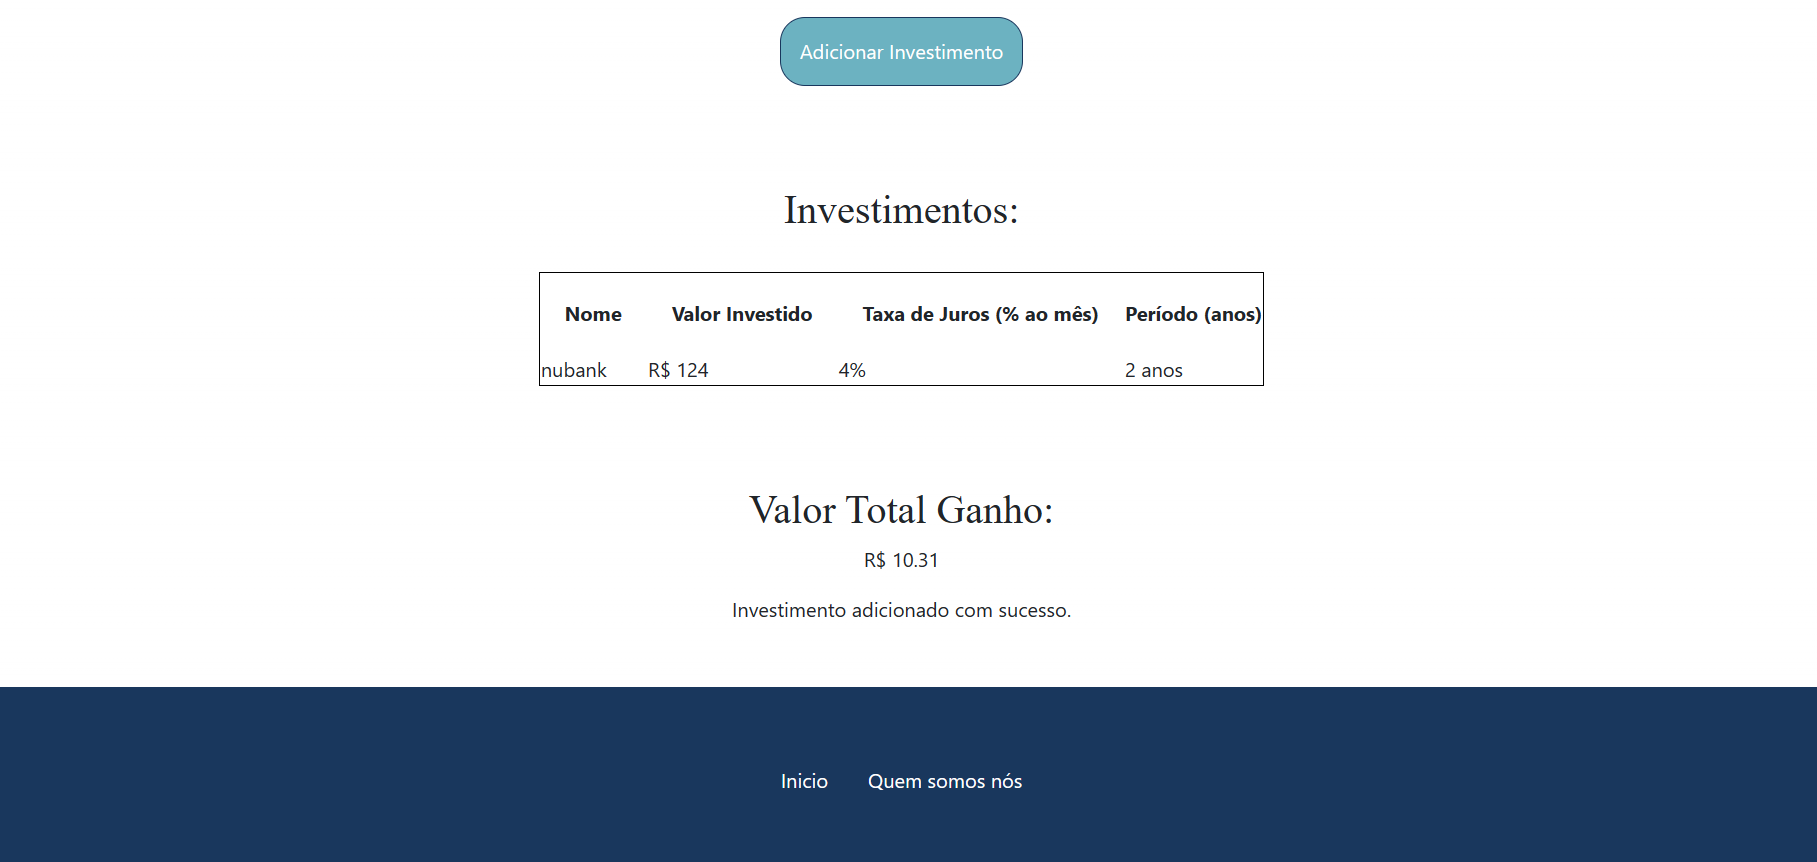 Adicionar Investimento
Investimentos:
Nome Valor Investido Taxa de Juros (% ao mês) Período (anos)
nubank R$ 124 4% 2 anos
Valor Total Ganho:
R$ 10.31
Investimento adicionado com sucesso.
Inicio Quem somos nós